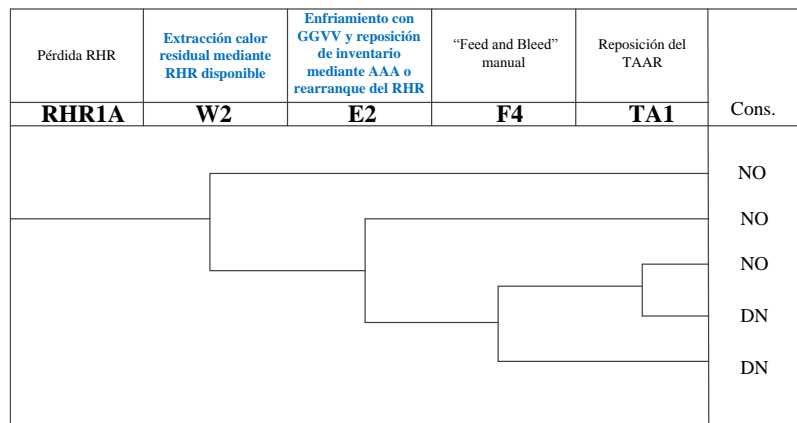 Pérdida RHR
Extracción calor
residual mediante
RHR disponible
Enfriamiento con
GGVV y reposición
de inventario
mediante AAA o
rearranque del RHR
“Feed and Bleed”
manual
Reposición del
TAAR
RHR1A
W2
E2
F4
TA1
Cons.
NO
NO
NO
DN
DN